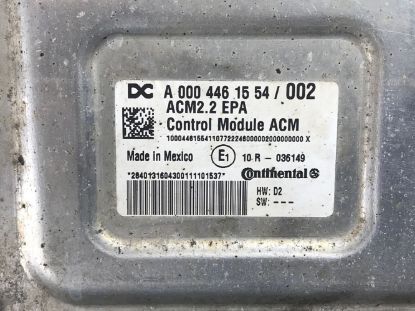 DC A 000 446 15 54 / 002
ACM2.2 EPA
Control Module ACM
Made in Mexico E1 10 R - 036149
*2840131604300111101537* Continental
HW: D2
SW: ---